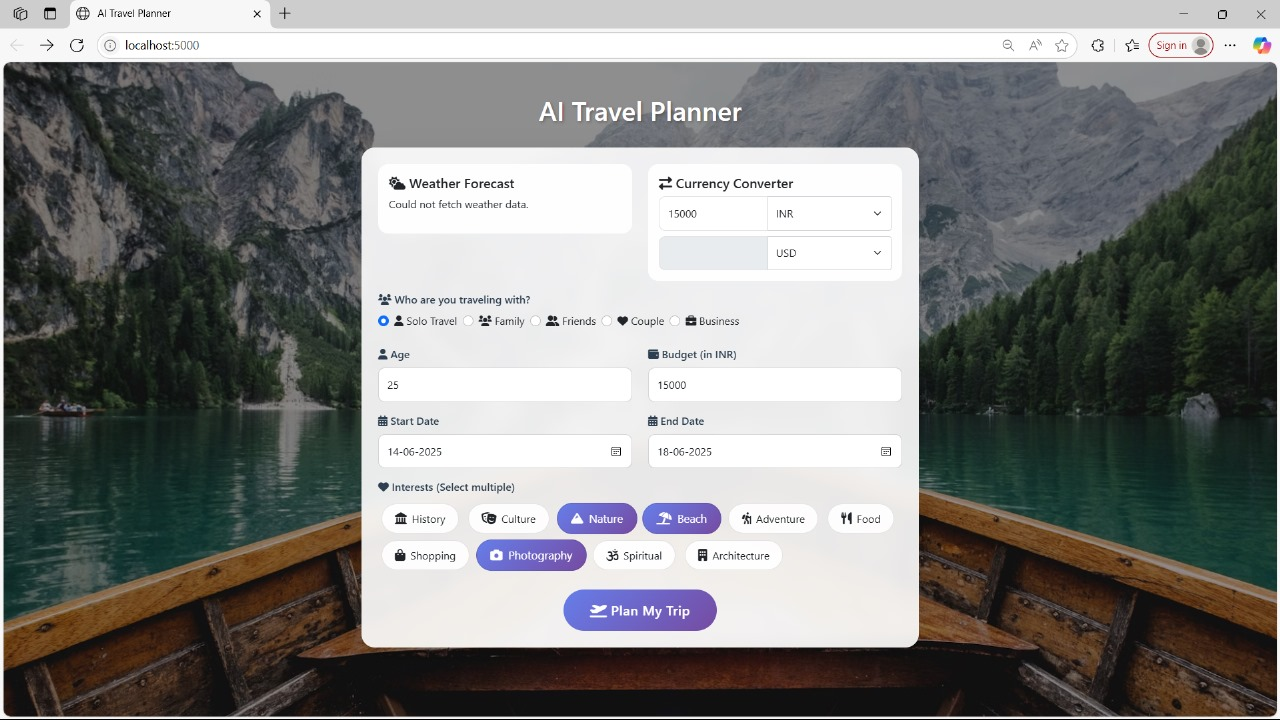 AI Travel Planner
localhost:5000
Sign in
AI Travel Planner
Weather Forecast
Could not fetch weather data.
Currency Converter
15000 INR
USD
Who are you traveling with?
Solo Travel Family Friends Couple Business
Age
25
Budget (in INR)
15000
Start Date
14-06-2025
End Date
18-06-2025
Interests (Select multiple)
History Culture Nature Beach Adventure Food
Shopping Photography Spiritual Architecture
Plan My Trip